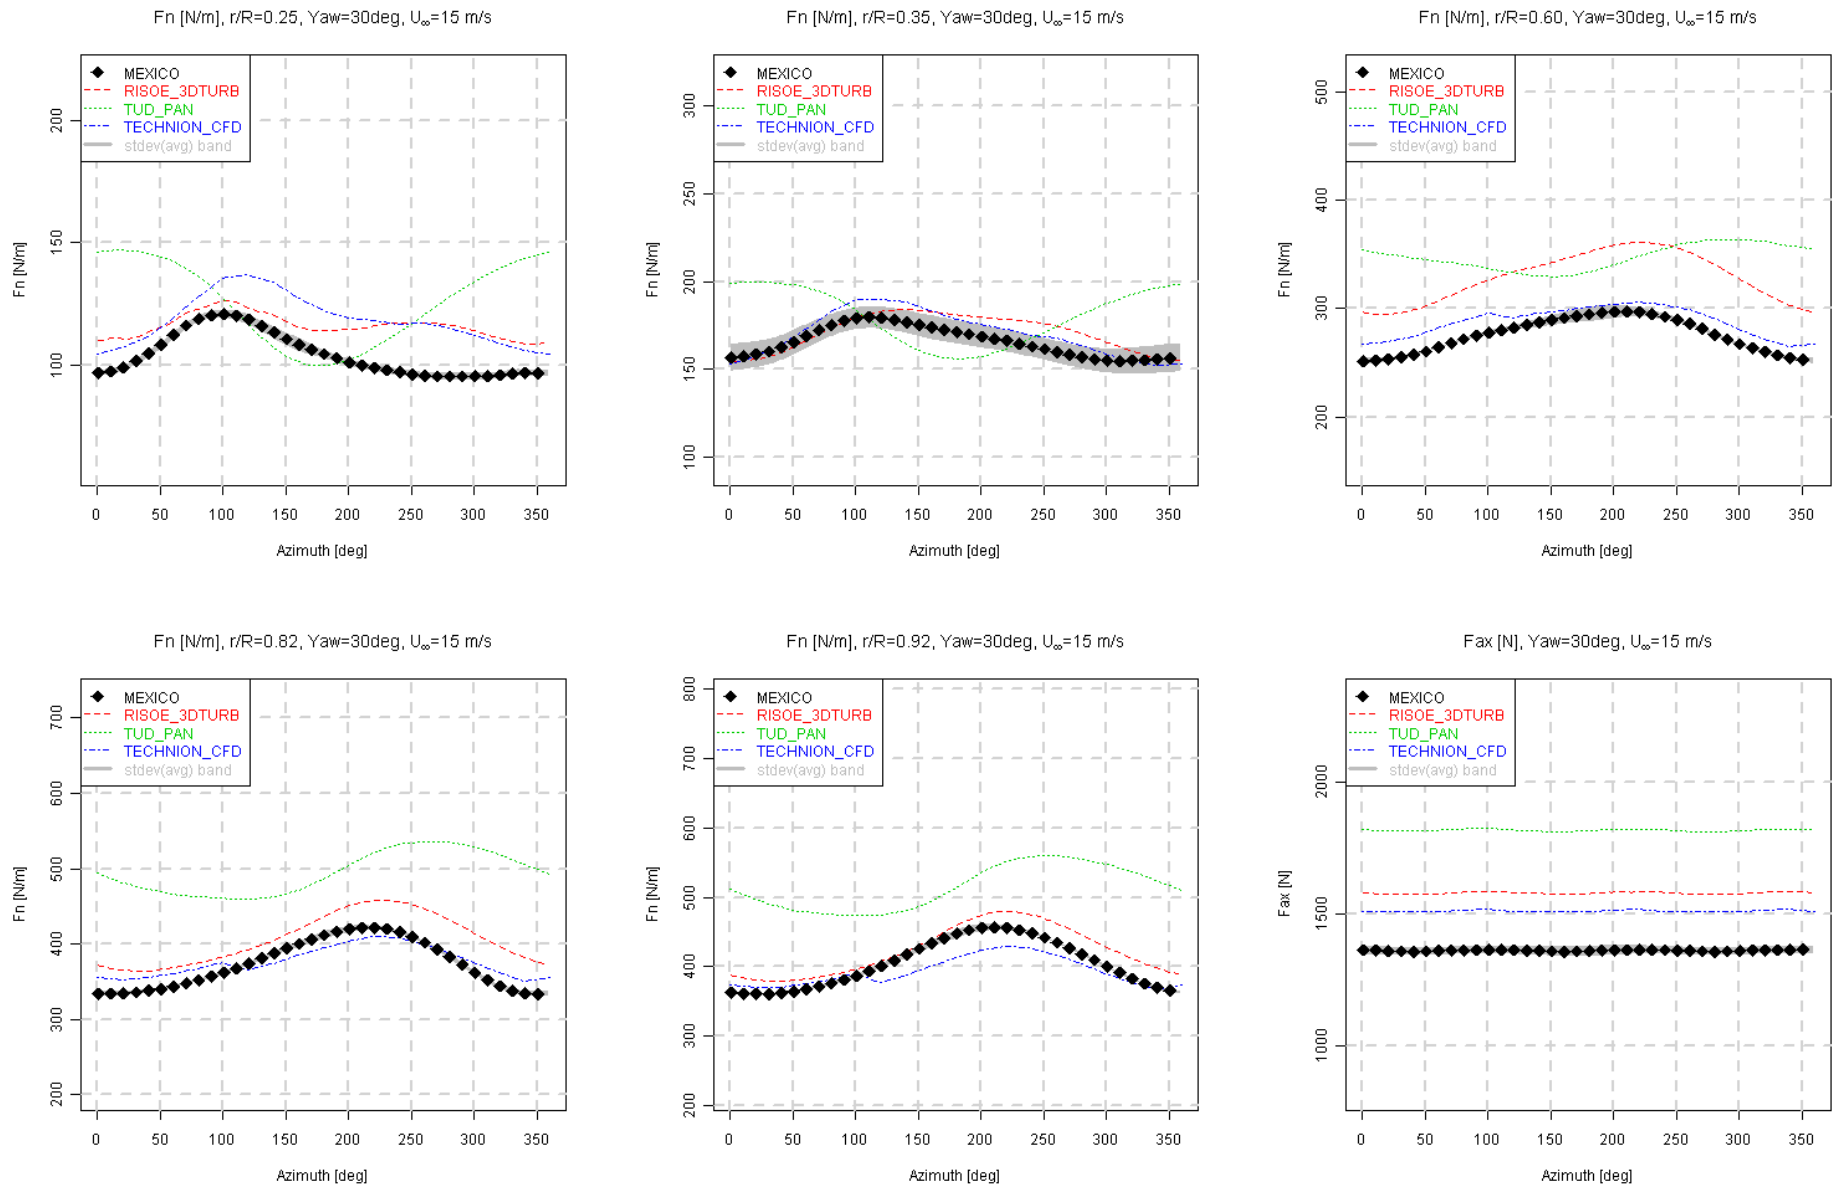 Fn [N/m], r/R=0.25, Yaw=30deg, U∞=15 m/s
MEXICO
RISOE_3DTURB
TUD_PAN
TECHNION_CFD
stdev(avg) band
Fn [N/m]
100
150
200
0 50 100 150 200 250 300 350
Azimuth [deg]
Fn [N/m], r/R=0.35, Yaw=30deg, U∞=15 m/s
MEXICO
RISOE_3DTURB
TUD_PAN
TECHNION_CFD
stdev(avg) band
Fn [N/m]
100
150
200
250
300
0 50 100 150 200 250 300 350
Azimuth [deg]
Fn [N/m], r/R=0.60, Yaw=30deg, U∞=15 m/s
MEXICO
RISOE_3DTURB
TUD_PAN
TECHNION_CFD
stdev(avg) band
Fn [N/m]
200
300
400
500
0 50 100 150 200 250 300 350
Azimuth [deg]
Fn [N/m], r/R=0.82, Yaw=30deg, U∞=15 m/s
MEXICO
RISOE_3DTURB
TUD_PAN
TECHNION_CFD
stdev(avg) band
Fn [N/m]
200
300
400
500
600
700
0 50 100 150 200 250 300 350
Azimuth [deg]
Fn [N/m], r/R=0.92, Yaw=30deg, U∞=15 m/s
MEXICO
RISOE_3DTURB
TUD_PAN
TECHNION_CFD
stdev(avg) band
Fn [N/m]
200
300
400
500
600
700
800
0 50 100 150 200 250 300 350
Azimuth [deg]
Fax [N], Yaw=30deg, U∞=15 m/s
MEXICO
RISOE_3DTURB
TUD_PAN
TECHNION_CFD
stdev(avg) band
Fax [N]
1000
1500
2000
0 50 100 150 200 250 300 350
Azimuth [deg]